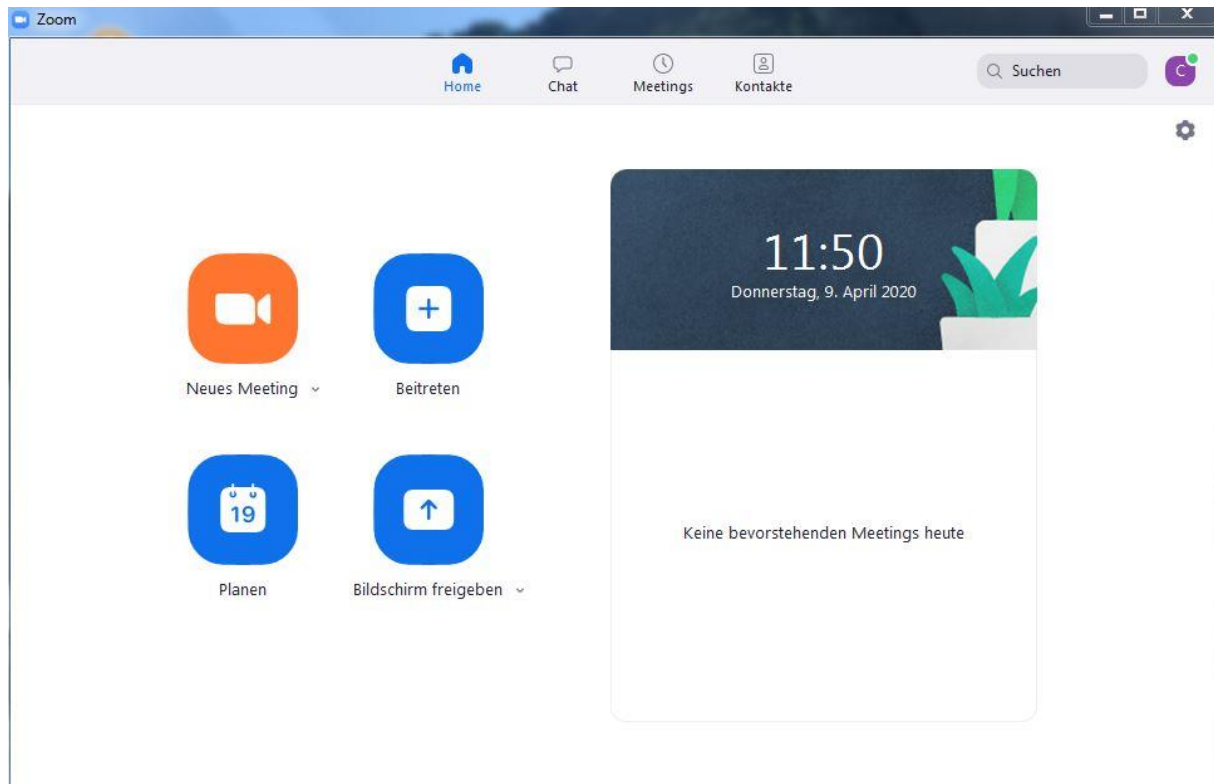 Zoom
Home
Chat
Meetings
Kontakte
Suchen
C
11:50
Donnerstag, 9. April 2020
Neues Meeting
Beitreten
19
Planen
Bildschirm freigeben
Keine bevorstehenden Meetings heute